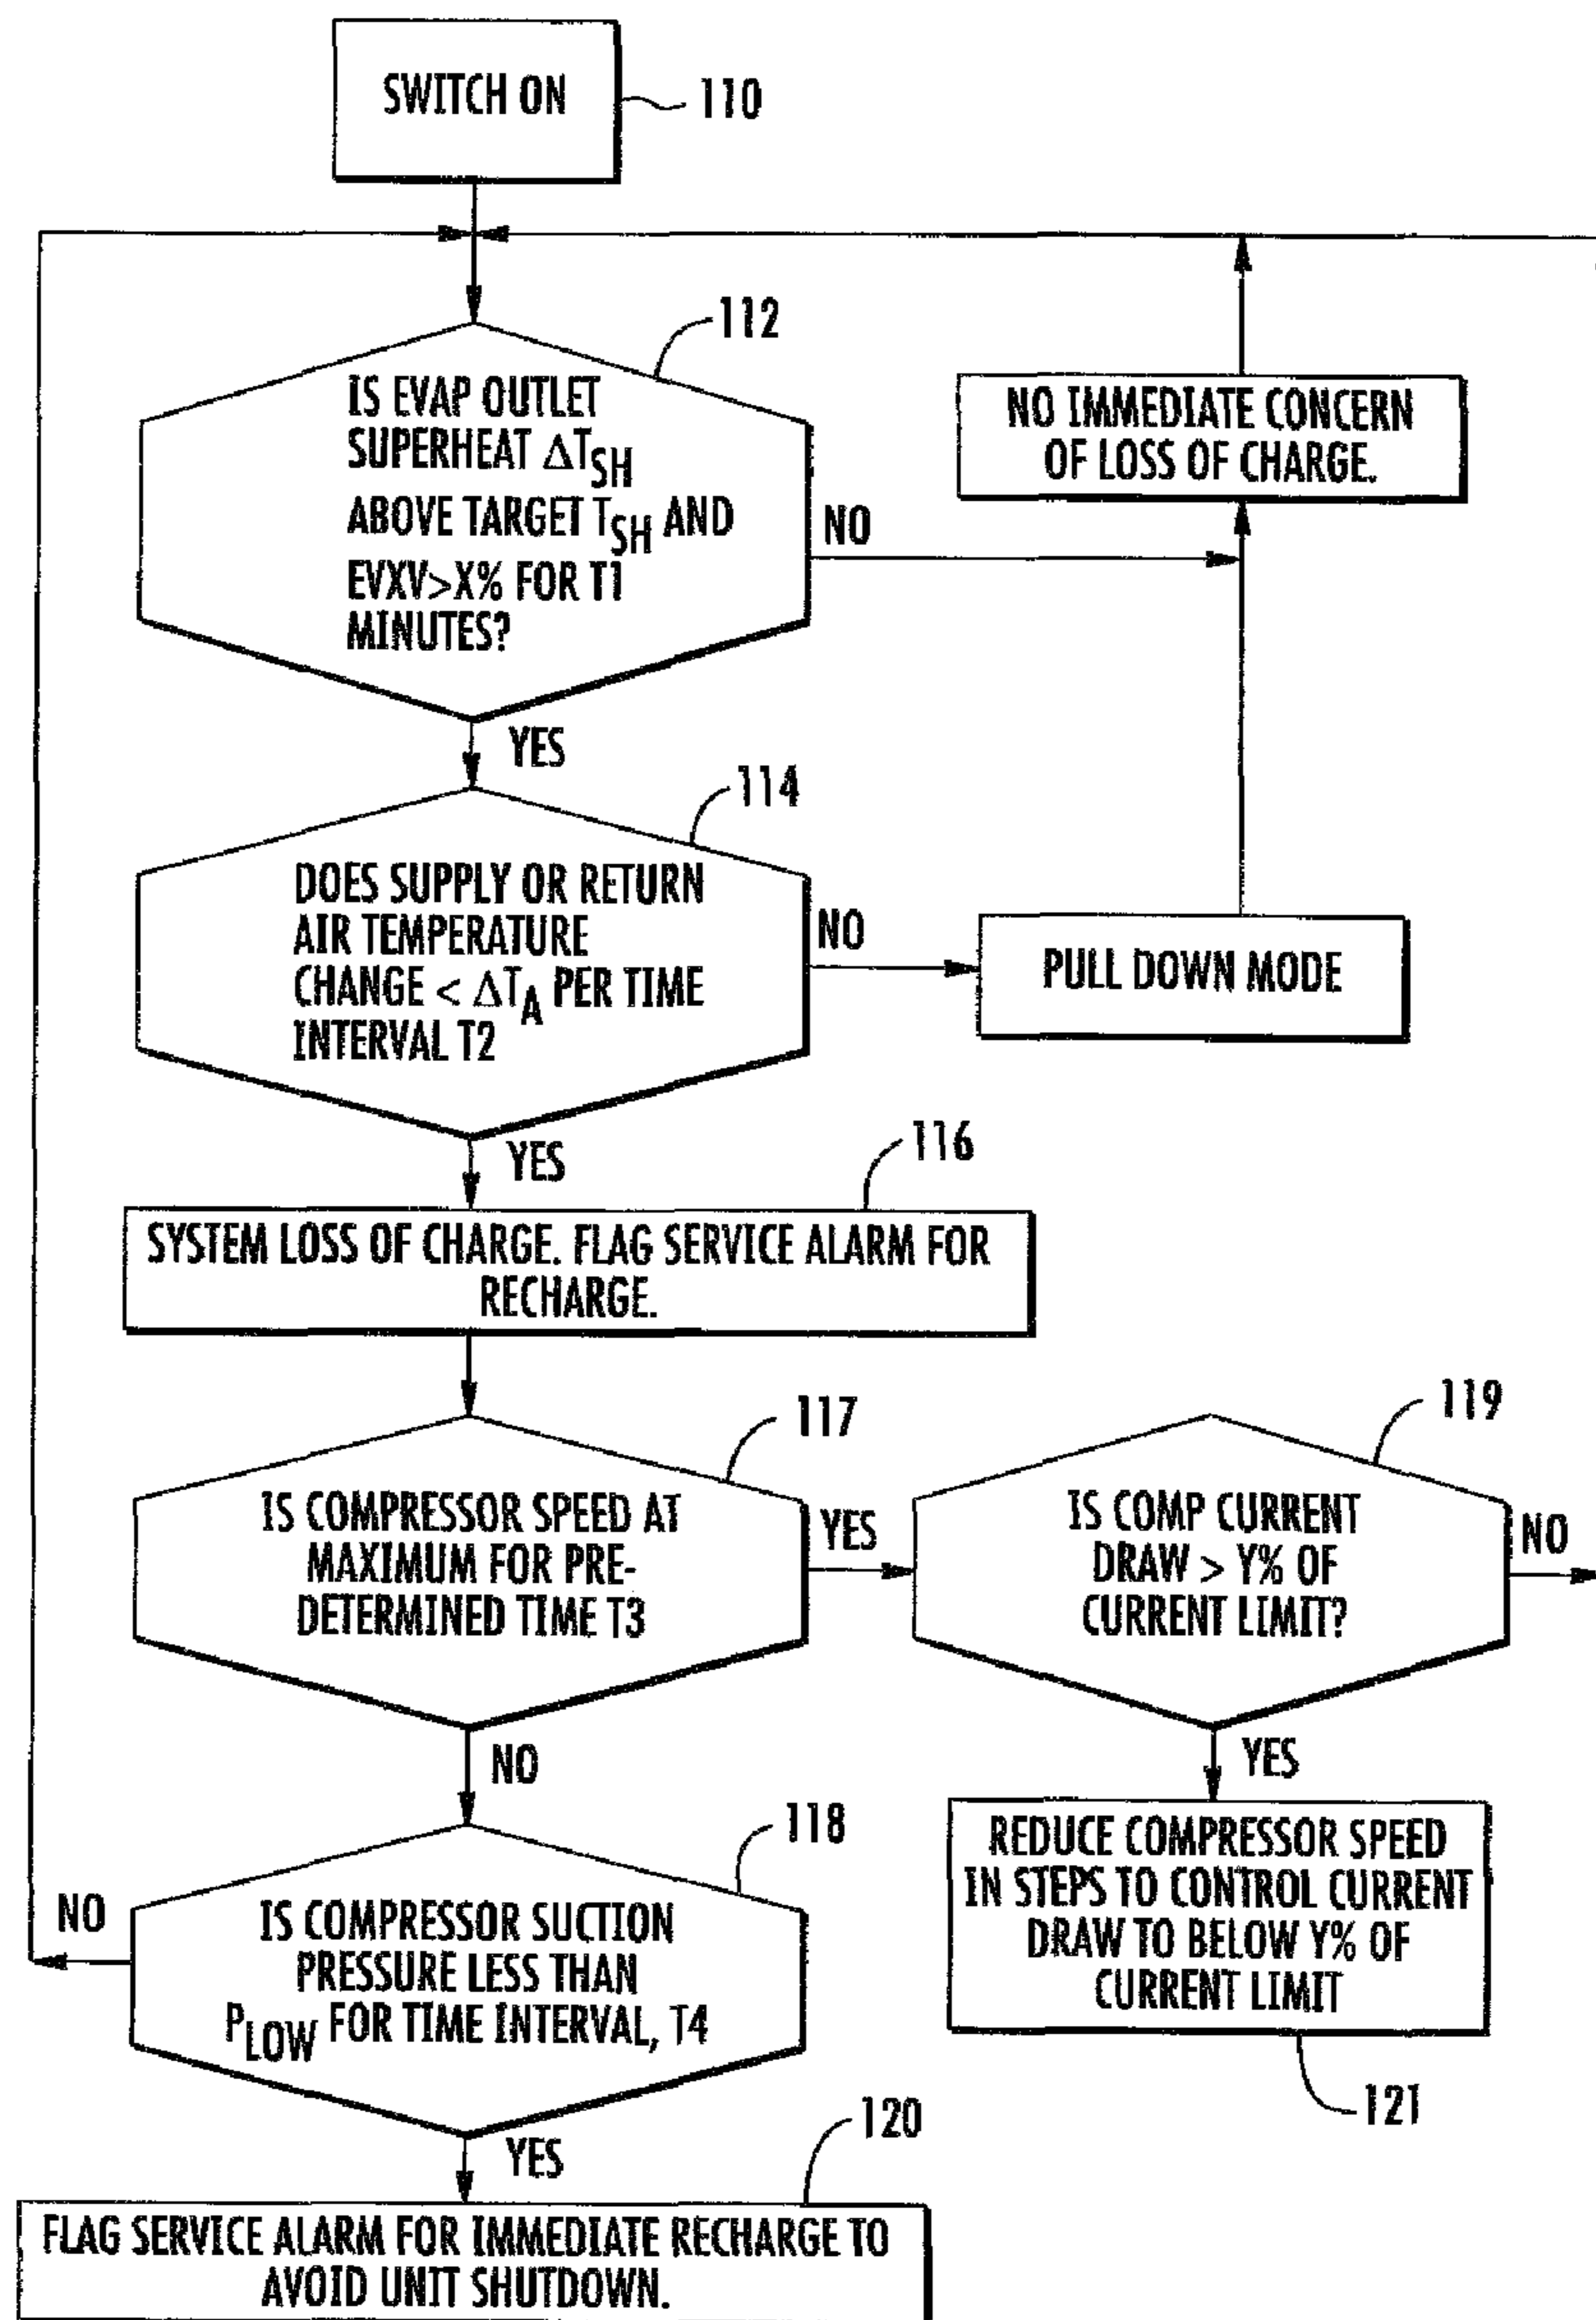 SWITCH ON
110
112
IS EVAP OUTLET
SUPERHEAT ΔTSH
ABOVE TARGET TSH AND
EVXV>X% FOR T1
MINUTES?
NO
NO IMMEDIATE CONCERN
OF LOSS OF CHARGE.
YES
114
DOES SUPPLY OR RETURN
AIR TEMPERATURE
CHANGE < ΔTA PER TIME
INTERVAL T2
NO
PULL DOWN MODE
YES
116
SYSTEM LOSS OF CHARGE. FLAG SERVICE ALARM FOR
RECHARGE.
117
IS COMPRESSOR SPEED AT
MAXIMUM FOR PRE-
DETERMINED TIME T3
YES
119
IS COMP CURRENT
DRAW > Y% OF
CURRENT LIMIT?
NO
NO
YES
118
IS COMPRESSOR SUCTION
PRESSURE LESS THAN
PLOW FOR TIME INTERVAL, T4
NO
REDUCE COMPRESSOR SPEED
IN STEPS TO CONTROL CURRENT
DRAW TO BELOW Y% OF
CURRENT LIMIT
121
YES
120
FLAG SERVICE ALARM FOR IMMEDIATE RECHARGE TO
AVOID UNIT SHUTDOWN.